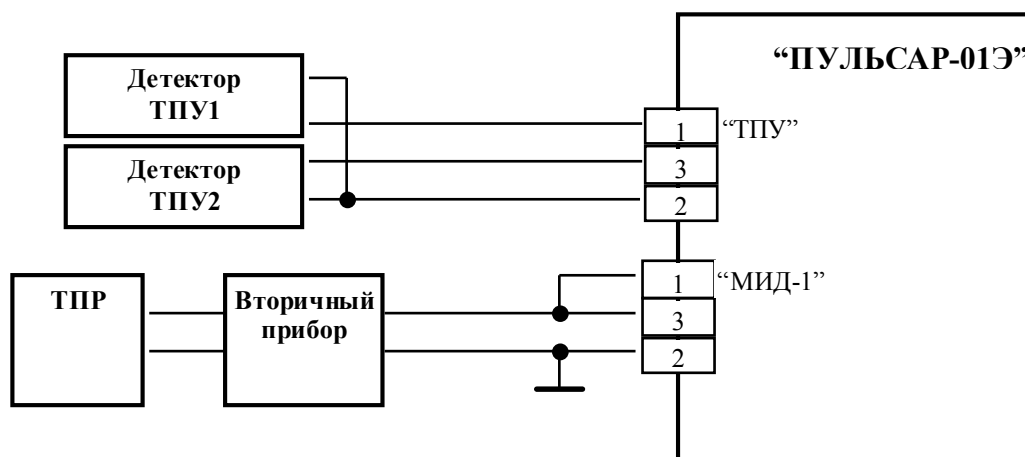 “ПУЛЬСАР-01Э”
Детектор
ТПУ1
1
“ТПУ”
Детектор
ТПУ2
3
2
ТПР
Вторичный
прибор
1
“МИД-1”
3
2